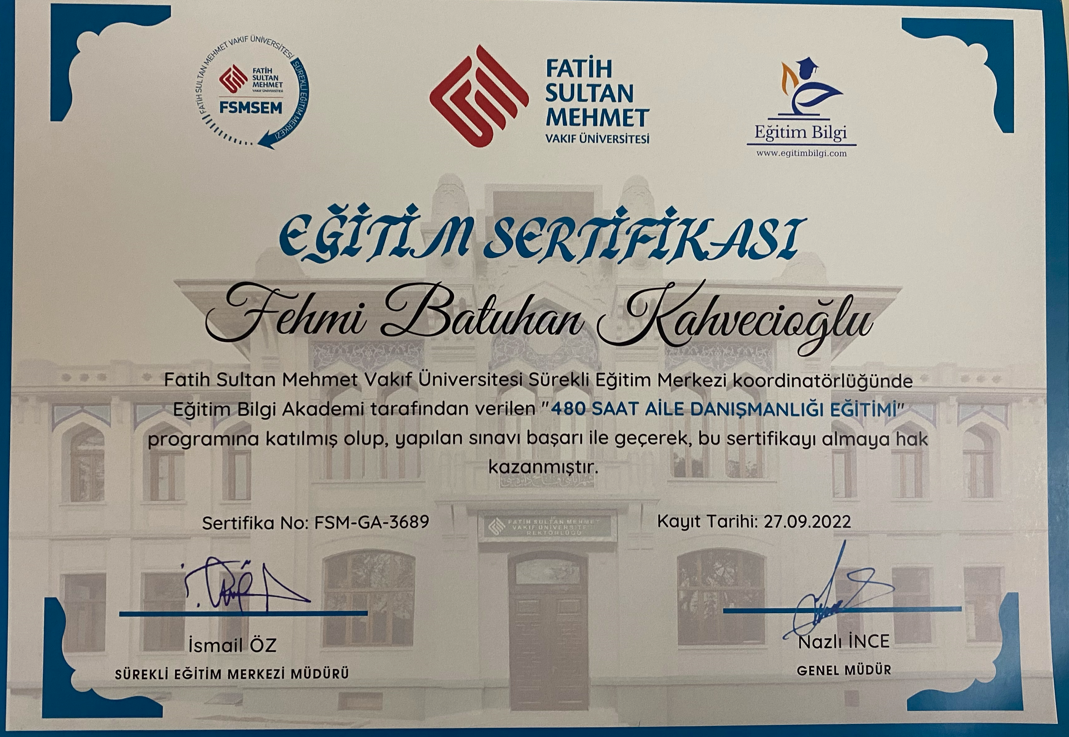 FATİH SULTAN MEHMET VAKIF ÜNİVERSİTESİ SÜREKLİ EĞİTİM MERKEZİ
FATİH
SULTAN
MEHMET
VAKIF ÜNİVERSİTESİ
FSMSEM
FATİH
SULTAN
MEHMET
VAKIF ÜNİVERSİTESİ
Eğitim Bilgi
www.egitimbilgi.com
EĞİTİM SERTİFİKASI
Fehmi Batuhan Kahvecioğlu
Fatih Sultan Mehmet Vakıf Üniversitesi Sürekli Eğitim Merkezi koordinatörlüğünde
Eğitim Bilgi Akademi tarafından verilen "480 SAAT AİLE DANIŞMANLIĞI EĞİTİMİ"
programına katılmış olup, yapılan sınavı başarı ile geçerek, bu sertifikayı almaya hak
kazanmıştır.
Sertifika No: FSM-GA-3689
Kayıt Tarihi: 27.09.2022
FATİH SULTAN MEHMET
VAKIF ÜNİVERSİTESİ
REKTÖRLÜĞÜ
İsmail ÖZ
SÜREKLİ EĞİTİM MERKEZİ MÜDÜRÜ
Nazlı İNCE
GENEL MÜDÜR